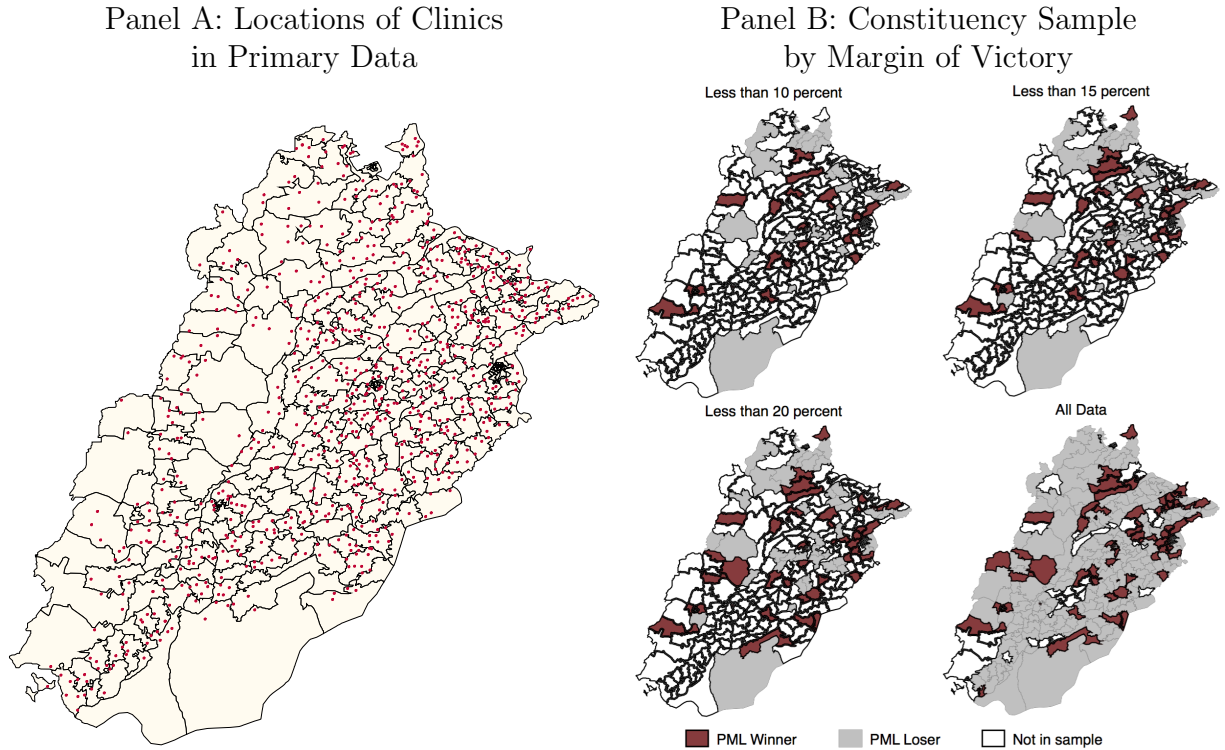 Panel A: Locations of Clinics
in Primary Data
Panel B: Constituency Sample
by Margin of Victory
Less than 10 percent
Less than 15 percent
Less than 20 percent
All Data
PML Winner
PML Loser
Not in sample